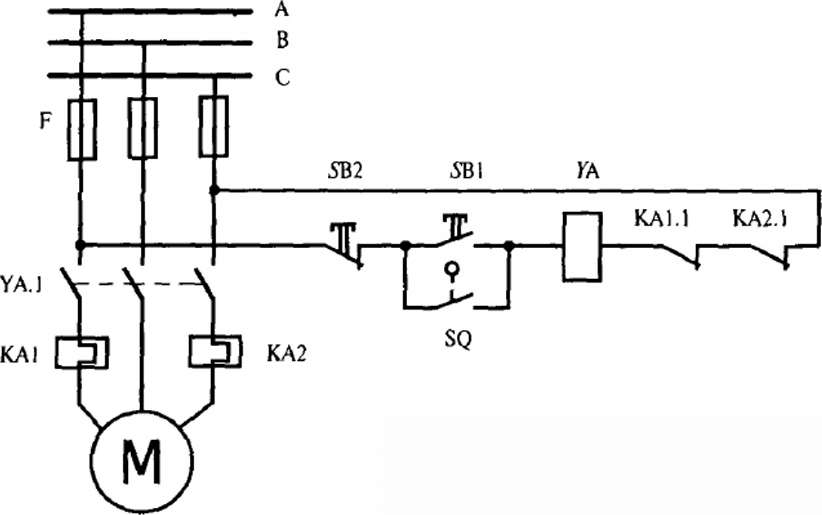 A
B
C
F
SB2 SB1 YA
KA1.1 KA2.1
YA.1
SQ
KA1 KA2
M